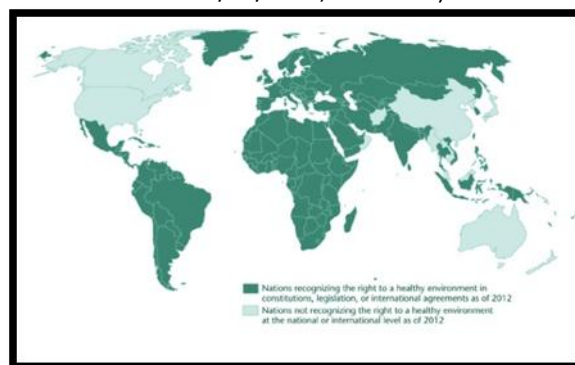 Nations recognizing the right to a healthy environment in
constitutions, legislation, or international agreements as of 2012
Nations not recognizing the right to a healthy environment
at the national or international level as of 2012